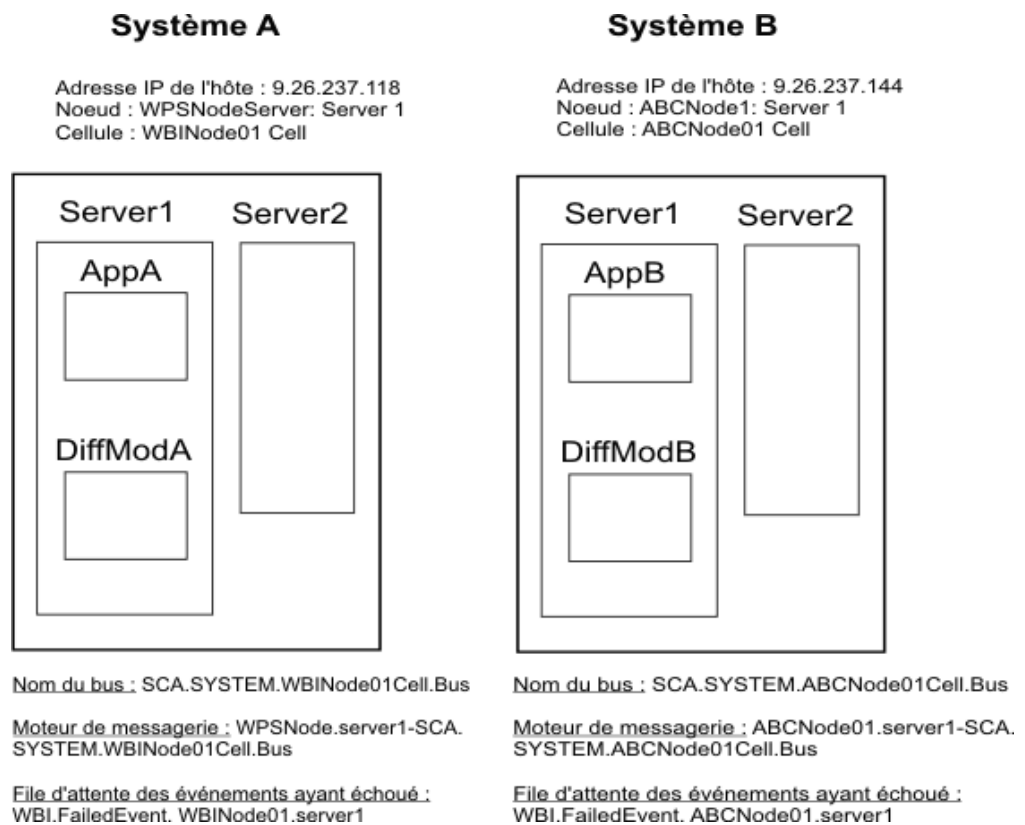 Système A
Adresse IP de l'hôte : 9.26.237.118
Noeud : WPSNodeServer: Server 1
Cellule : WBINode01 Cell
Server1
Server2
AppA
DiffModA
Nom du bus : SCA.SYSTEM.WBINode01Cell.Bus
Moteur de messagerie : WPSNode.server1-SCA.
SYSTEM.WBINode01Cell.Bus
File d'attente des événements ayant échoué :
WBI.FailedEvent. WBINode01.server1
Système B
Adresse IP de l'hôte : 9.26.237.144
Noeud : ABCNode1: Server 1
Cellule : ABCNode01 Cell
Server1
Server2
AppB
DiffModB
Nom du bus : SCA.SYSTEM.ABCNode01Cell.Bus
Moteur de messagerie : ABCNode01.server1-SCA.
SYSTEM.ABCNode01Cell.Bus
File d'attente des événements ayant échoué :
WBI.FailedEvent. ABCNode01.server1